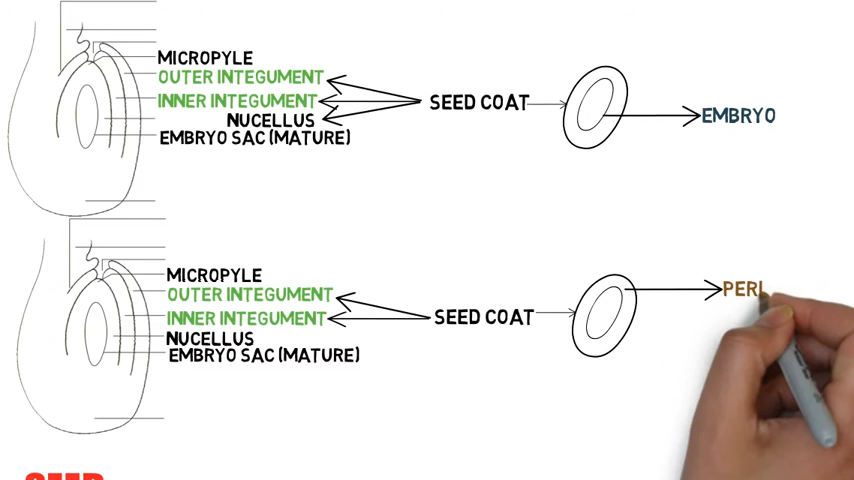 MICROPYLE
OUTER INTEGUMENT
INNER INTEGUMENT
NUCELLUS
EMBRYO SAC (MATURE)
SEED COAT
EMBRYO
MICROPYLE
OUTER INTEGUMENT
INNER INTEGUMENT
NUCELLUS
EMBRYO SAC (MATURE)
SEED COAT
PERI